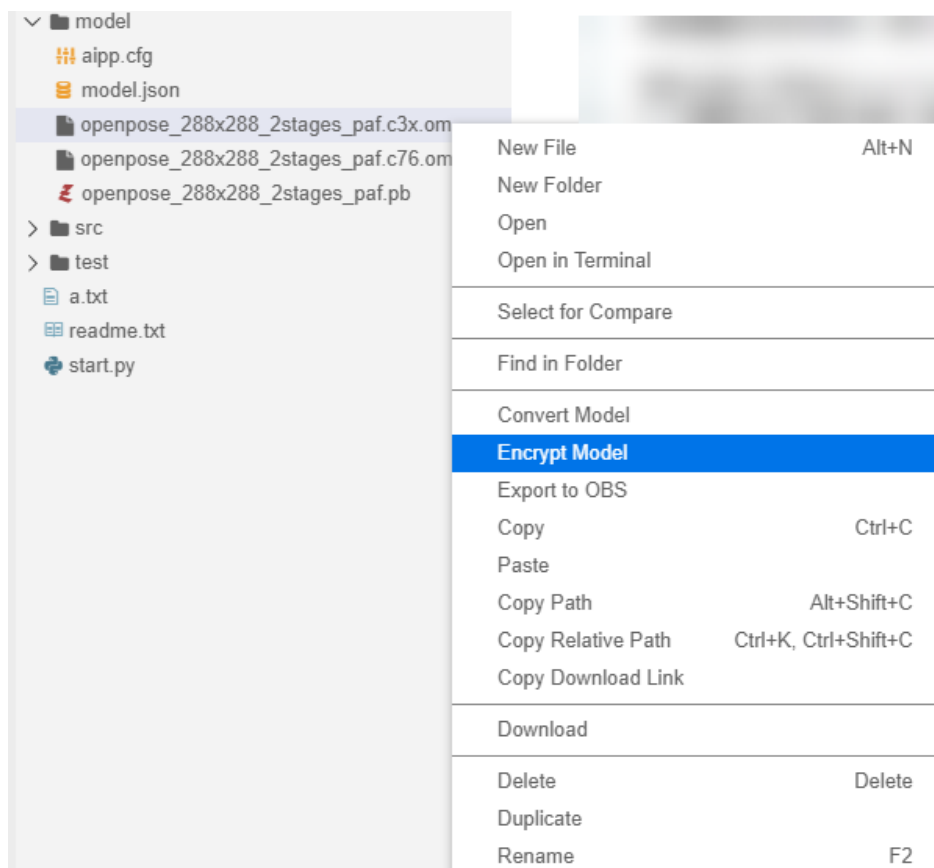 model
aipp.cfg
model.json
openpose_288x288_2stages_paf.c3x.om
openpose_288x288_2stages_paf.c76.om
openpose_288x288_2stages_paf.pb
src
test
a.txt
readme.txt
start.py
New File Alt+N
New Folder
Open
Open in Terminal
Select for Compare
Find in Folder
Convert Model
Encrypt Model
Export to OBS
Copy Ctrl+C
Paste
Copy Path Alt+Shift+C
Copy Relative Path Ctrl+K, Ctrl+Shift+C
Copy Download Link
Download
Delete Delete
Duplicate
Rename F2